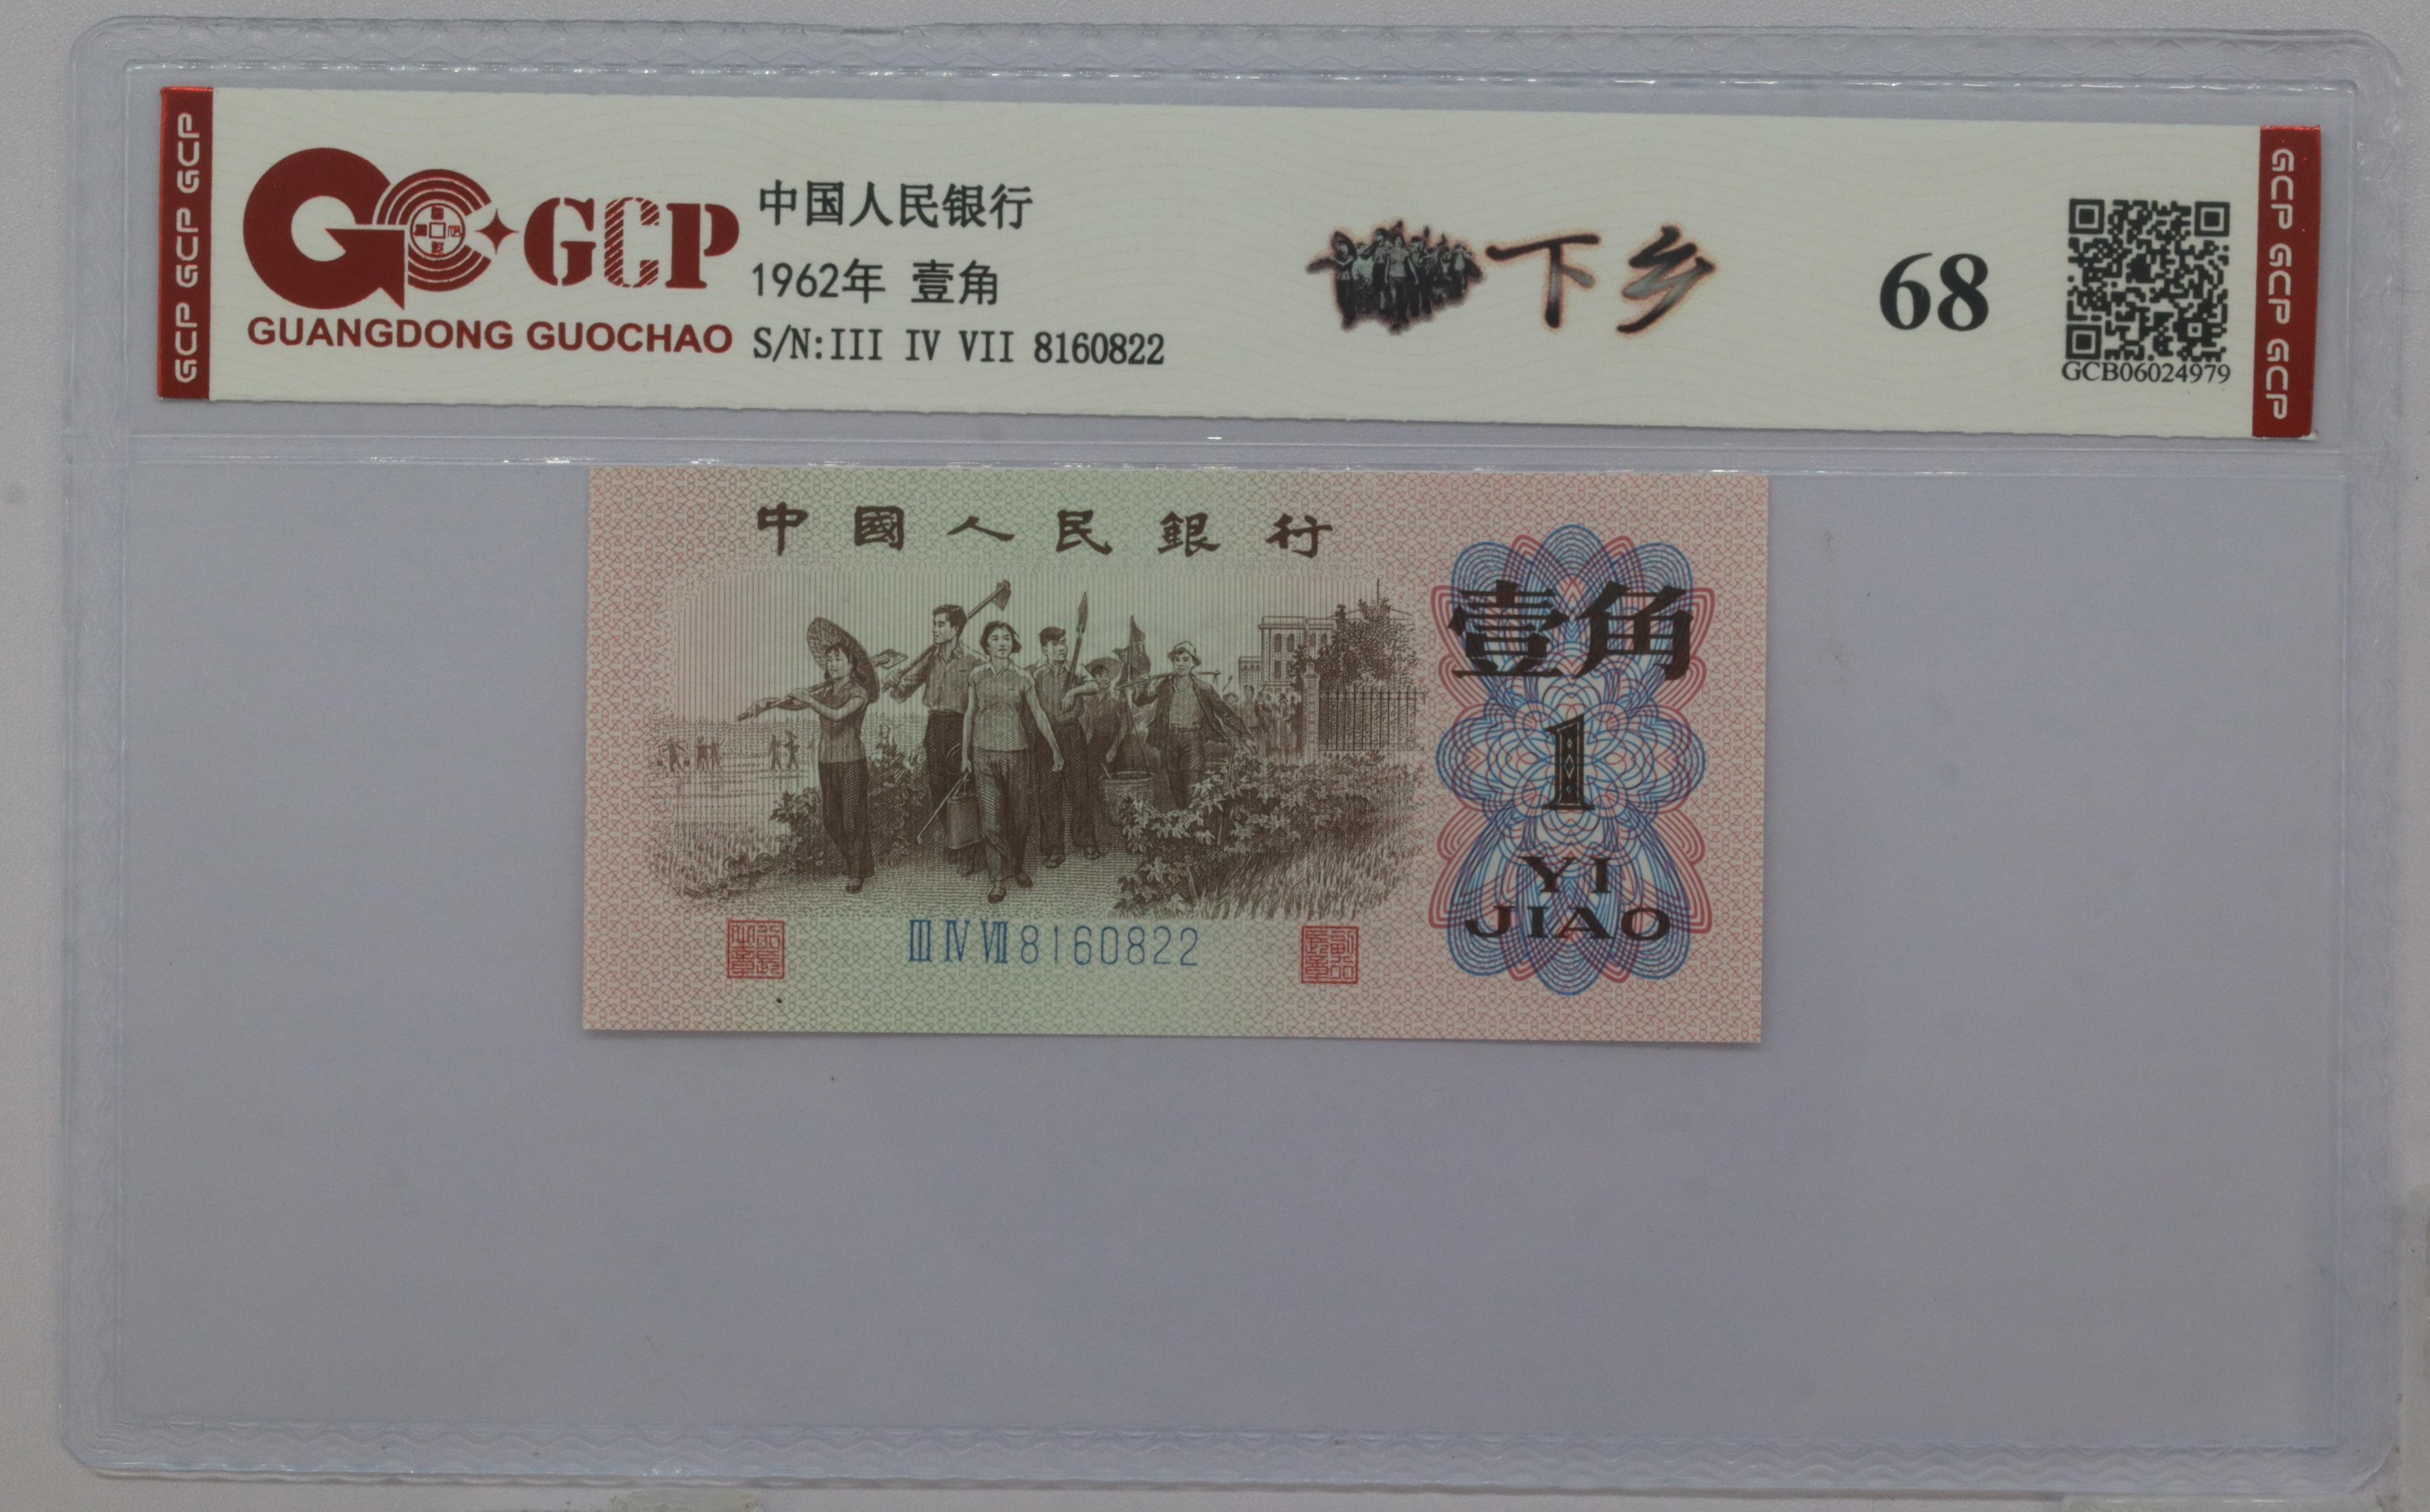 GCP GCP GCP
GCP
GUANGDONG GUOCHAO
中国人民银行
1962年 壹角
S/N:III IV VII 8160822
下乡
68
GCB06024979
GCP GCP GCP
中國人民銀行
壹角
1
YI
JIAO
III IV VII 8160822